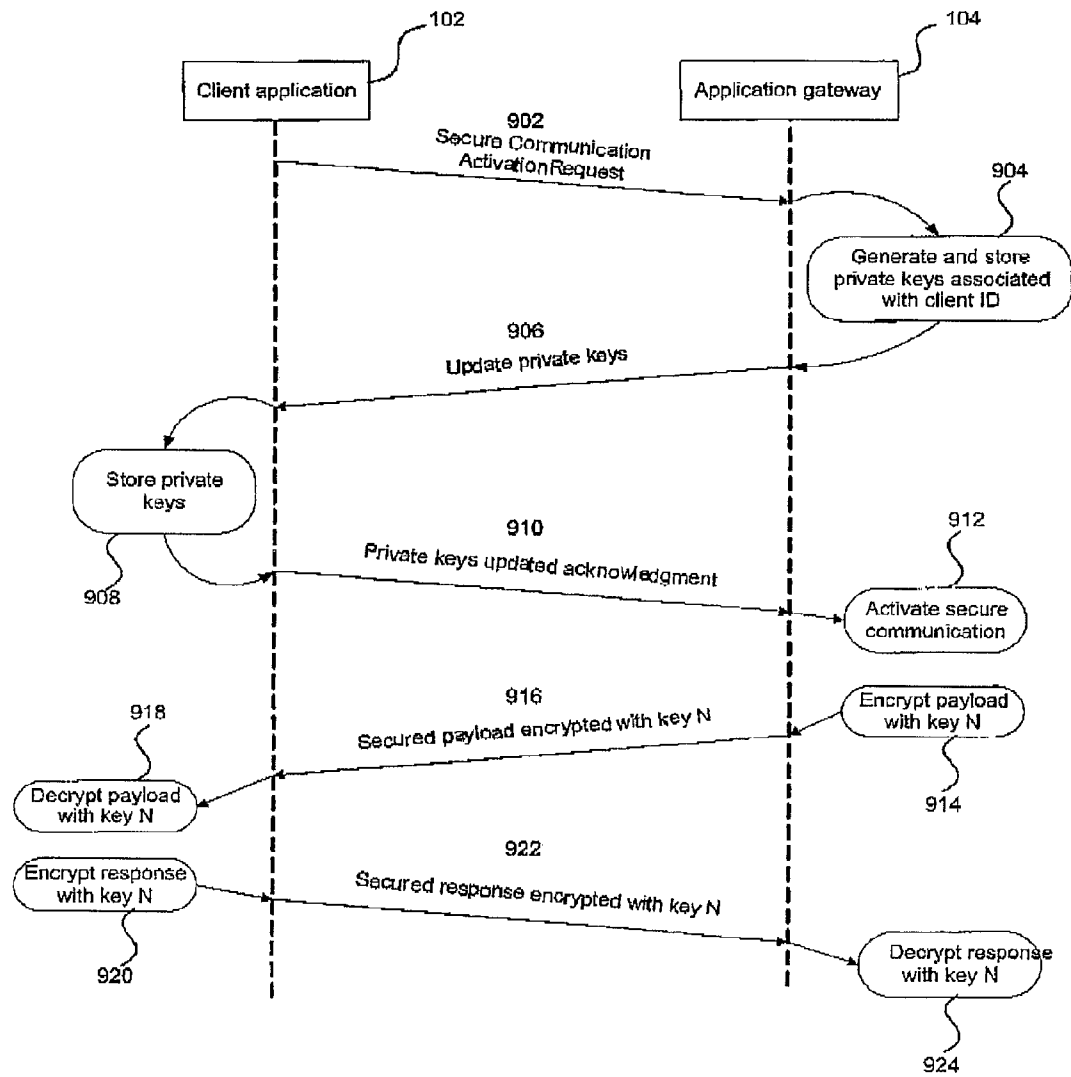 102
104
Client application
Application gateway
902
Secure Communication
Activation Request
904
Generate and store
private keys associated
with client ID
906
Update private keys
Store private
keys
908
910
Private keys updated acknowledgment
912
Activate secure
communication
916
Secured payload encrypted with key N
Encrypt payload
with key N
914
918
Decrypt payload
with key N
922
Encrypt response
with key N
Secured response encrypted with key N
920
Decrypt response
with key N
924